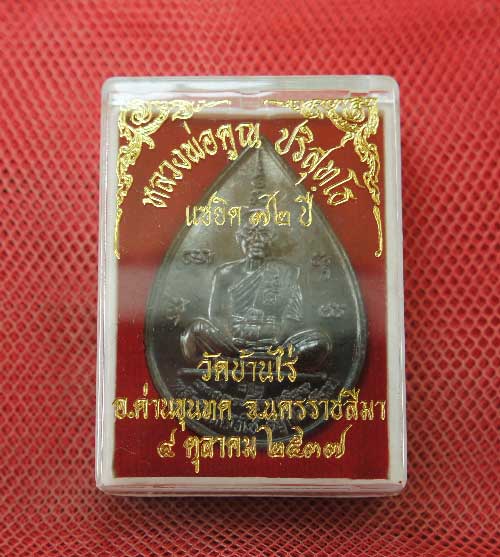 หลวงพ่อคูณ ปริสุทฺโธ
แซยิด ๗๒ ปี
วัดบ้านไร่
อ.ด่านขุนทด จ.นครราชสีมา
๔ ตุลาคม ๒๕๓๗